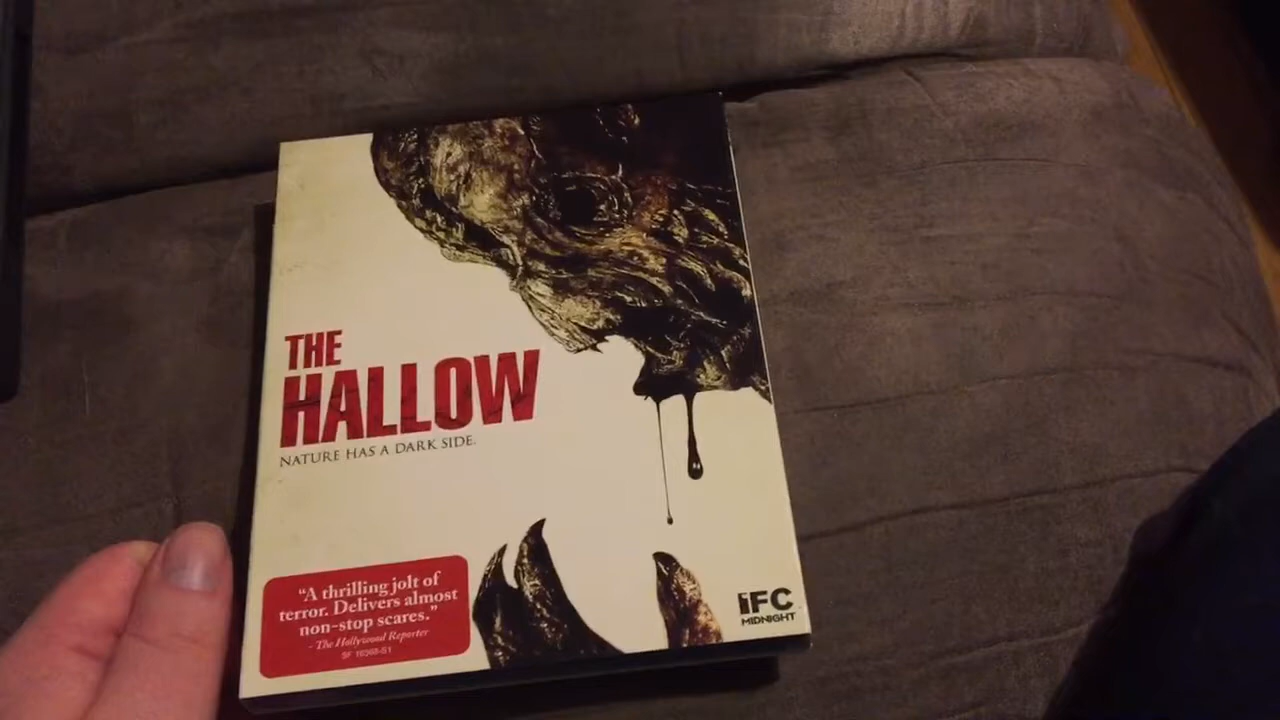 THE
HALLOW
NATURE HAS A DARK SIDE.
“A thrilling jolt of
terror. Delivers almost
non-stop scares.”
- The Hollywood Reporter
IFC
MIDNIGHT